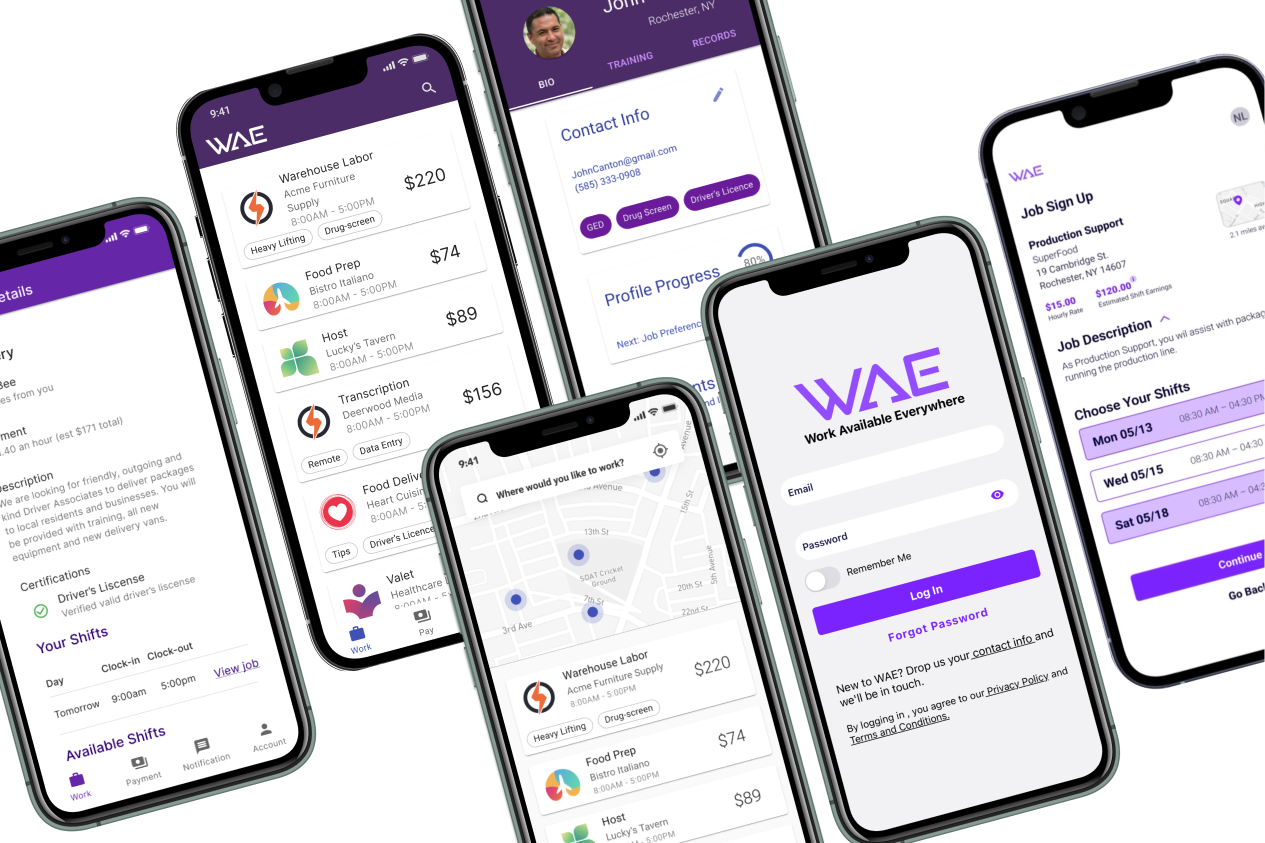 etails
ry
Bee
es from you
ment
.40 an hour (est $171 total)
Description
We are looking for friendly, outgoing and
kind Driver Associates to deliver packages
to local residents and businesses. You will
be provided with training, all new
equipment and new delivery vans.
Certifications
Driver's Liscense
Verified valid driver's liscense
Your Shifts
Day Clock-in Clock-out
Tomorrow 9:00am 5:00pm View job
Available Shifts
Work Payment Notification Account
9:41
WAE
Warehouse Labor
Acme Furniture
Supply
8:00AM - 5:00PM
$220
Heavy Lifting Drug-screen
Food Prep
Bistro Italiano
8:00AM - 5:00PM
$74
Host
Lucky's Tavern
8:00AM - 5:00PM
$89
Transcription
Deerwood Media
8:00AM - 5:00PM
$156
Remote Data Entry
Food Delive
Heart Cuisin
8:00AM - 5
Tips Driver's Licence
Valet
Healthcare
8:00AM - 5
Work Pay
John
Rochester, NY
BIO TRAINING RECORDS
Contact Info
JohnCanton@gmail.com
(585) 333-0908
GED Drug Screen Driver's Licence
Profile Progress
80%
Next: Job Preferenc
nts
9:41
Where would you like to work?
nd Avenue
Avenue
13th St
15th St
SDAT Cricket
Ground
7th St
3rd Ave
20th St
22nd St
5th Avenue
Warehouse Labor
Acme Furniture Supply
8:00AM - 5:00PM
$220
Heavy Lifting Drug-screen
Food Prep
Bistro Italiano
8:00AM - 5:00PM
$74
Host
Lucky's Tavern
8:00AM - 5:00PM
$89
WAE
Work Available Everywhere
Email
Password
Remember Me
Log In
Forgot Password
New to WAE? Drop us your contact info and
we'll be in touch.
By logging in , you agree to our Privacy Policy and
Terms and Conditions.
NL
WAE
Job Sign Up
Production Support
SuperFood
19 Cambridge St.
Rochester, NY 14607
2.1 miles aw
$15.00
Hourly Rate
$120.00
Estimated Shift Earnings
Job Description
As Production Support, you wil assist with packag
running the production line.
Choose Your Shifts
Mon 05/13 08:30 AM – 04:30 PM
Wed 05/15 08:30 AM – 04:30
Sat 05/18 08:30 AM – 04:3
Continue
Go Back